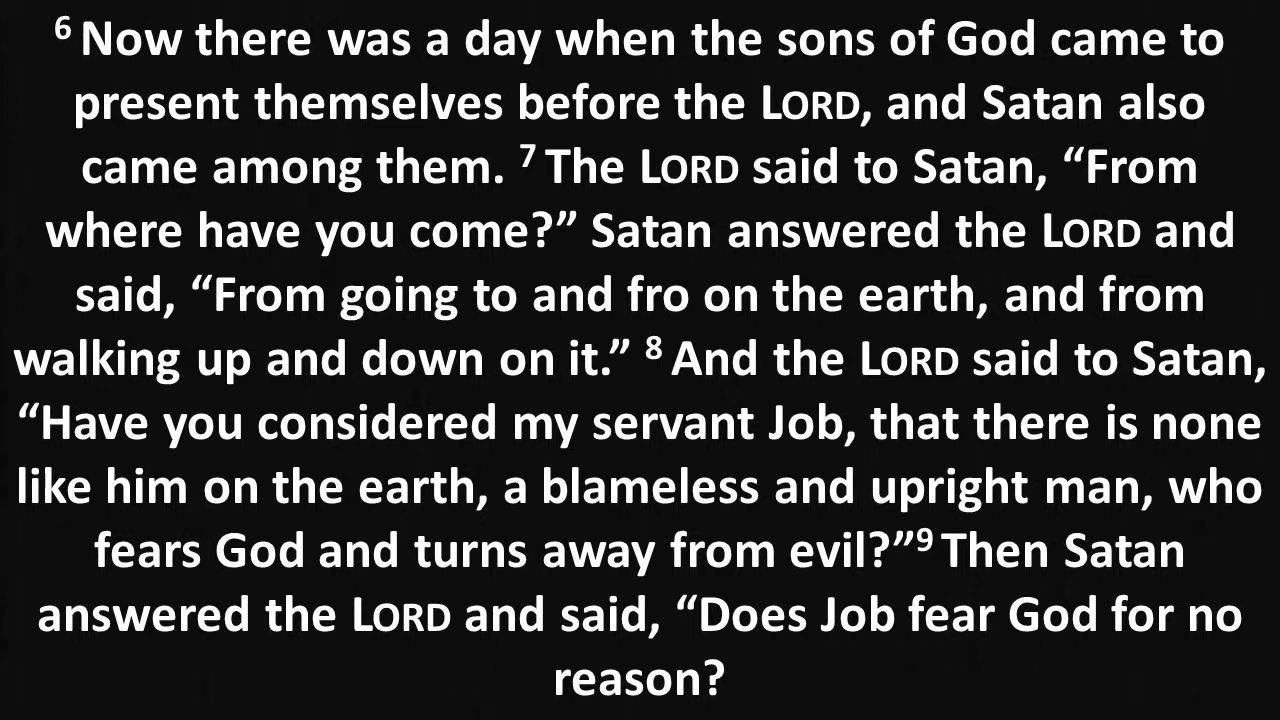 ⁶ Now there was a day when the sons of God came to
present themselves before the LORD, and Satan also
came among them. ⁷ The LORD said to Satan, “From
where have you come?” Satan answered the LORD and
said, “From going to and fro on the earth, and from
walking up and down on it.” ⁸ And the LORD said to Satan,
“Have you considered my servant Job, that there is none
like him on the earth, a blameless and upright man, who
fears God and turns away from evil?”⁹ Then Satan
answered the LORD and said, “Does Job fear God for no
reason?